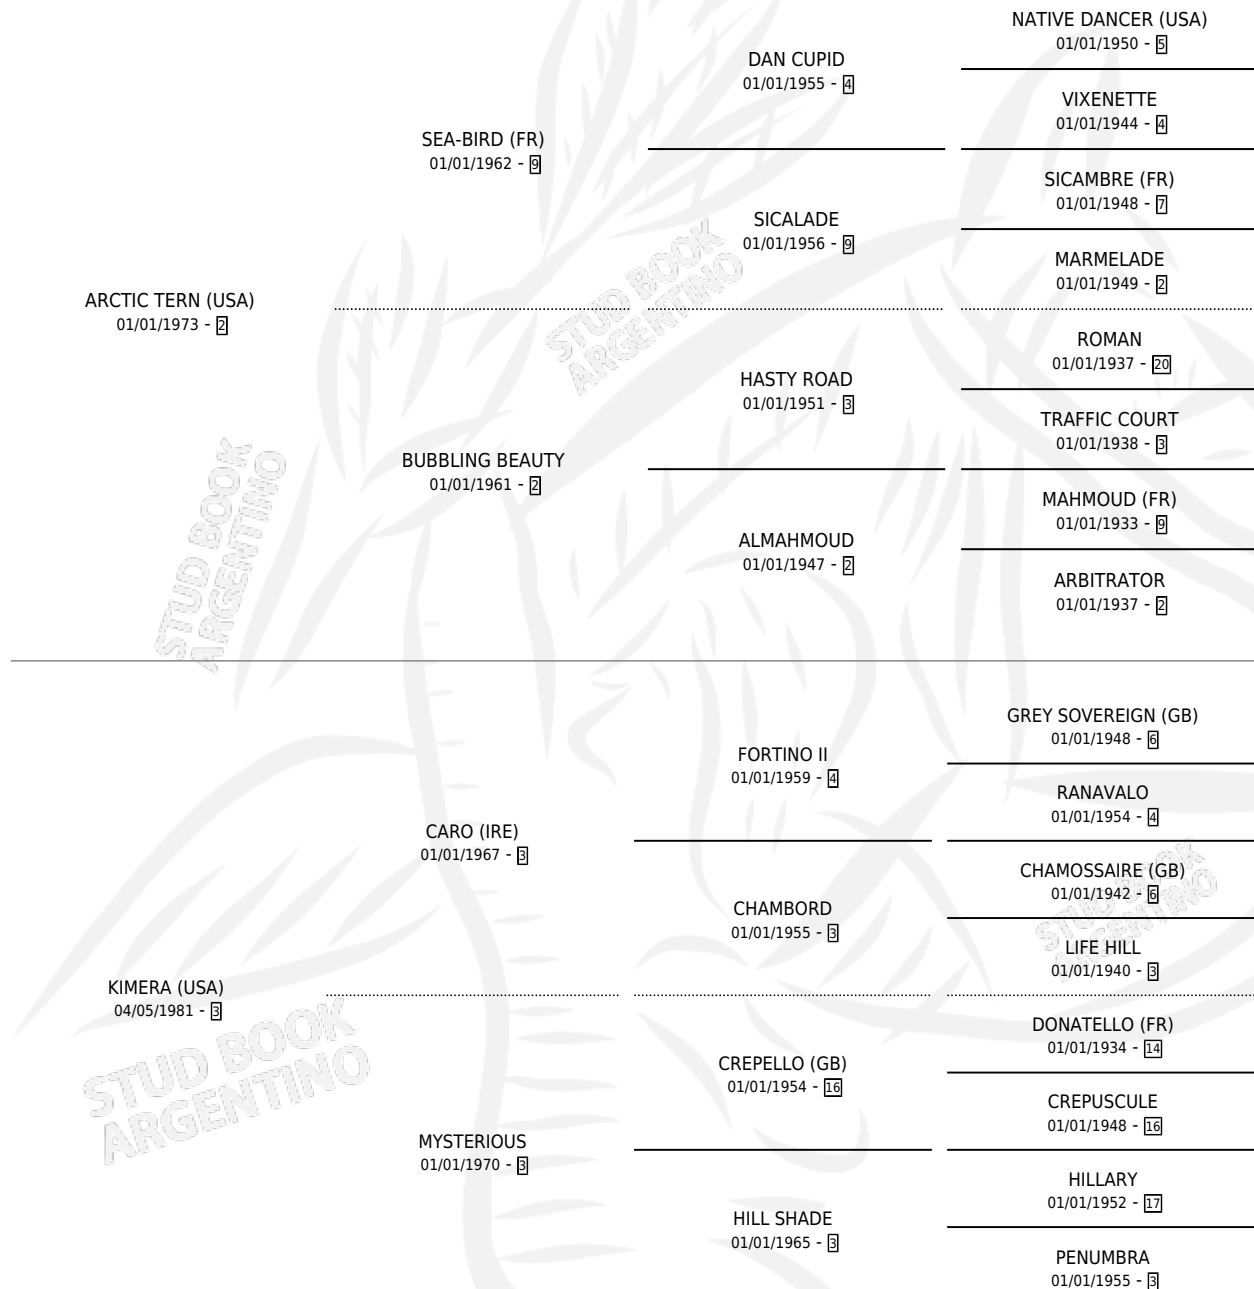 NATIVE DANCER (USA)
01/01/1950 - 5
DAN CUPID
01/01/1955 - 4
VIXENETTE
01/01/1944 - 4
SEA-BIRD (FR)
01/01/1962 - 9
SICAMBRE (FR)
01/01/1948 - 7
SICALADE
01/01/1956 - 9
MARMELADE
01/01/1949 - 2
ARCTIC TERN (USA)
01/01/1973 - 2
STUD BOOK
ARGENTINO
ROMAN
01/01/1937 - 20
HASTY ROAD
01/01/1951 - 3
TRAFFIC COURT
01/01/1938 - 3
BUBBLING BEAUTY
01/01/1961 - 2
MAHMOUD (FR)
01/01/1933 - 9
ALMAHMOUD
01/01/1947 - 2
ARBITRATOR
01/01/1937 - 2
STUD BOOK
ARGENTINO
GREY SOVEREIGN (GB)
01/01/1948 - 6
FORTINO II
01/01/1959 - 4
RANAVALO
01/01/1954 - 4
CARO (IRE)
01/01/1967 - 3
CHAMOSSAIRE (GB)
01/01/1942 - 6
CHAMBORD
01/01/1955 - 3
STUD BOOK
ARGENTINO
LIFE HILL
01/01/1940 - 3
KIMERA (USA)
04/05/1981 - 3
STUD BOOK
ARGENTINO
DONATELLO (FR)
01/01/1934 - 14
CREPELLO (GB)
01/01/1954 - 16
CREPUSCULE
01/01/1948 - 16
MYSTERIOUS
01/01/1970 - 3
HILLARY
01/01/1952 - 17
HILL SHADE
01/01/1965 - 3
PENUMBRA
01/01/1955 - 3